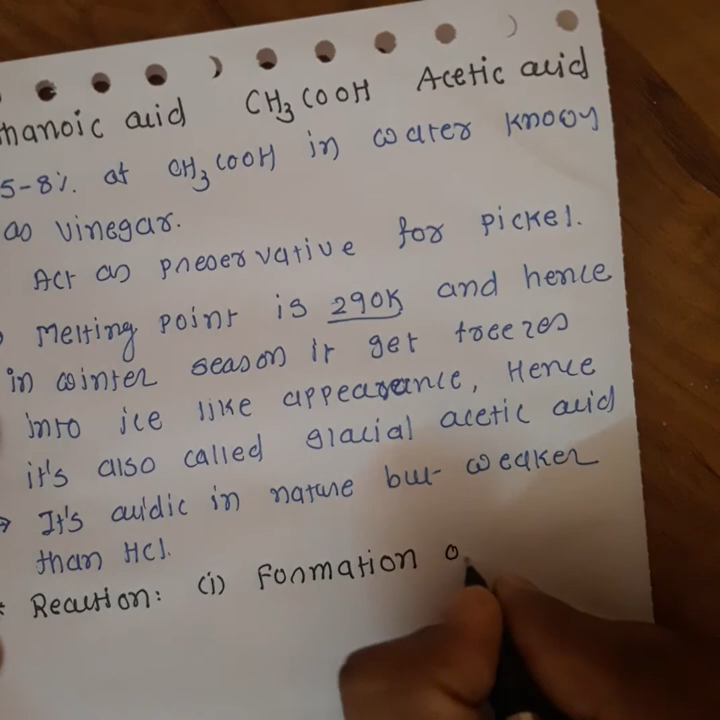 hanoic acid CH3COOH Acetic acid
5-8% of CH3COOH in water know
as vinegar.
Act as preservative for pickel.
Melting point is 290K and hence
in winter season it get freezes
into ice like appearance, Hence
it's also called glacial acetic acid
→ It's acidic in nature but weaker
than HCl.
* Reaction: (i) Formation o